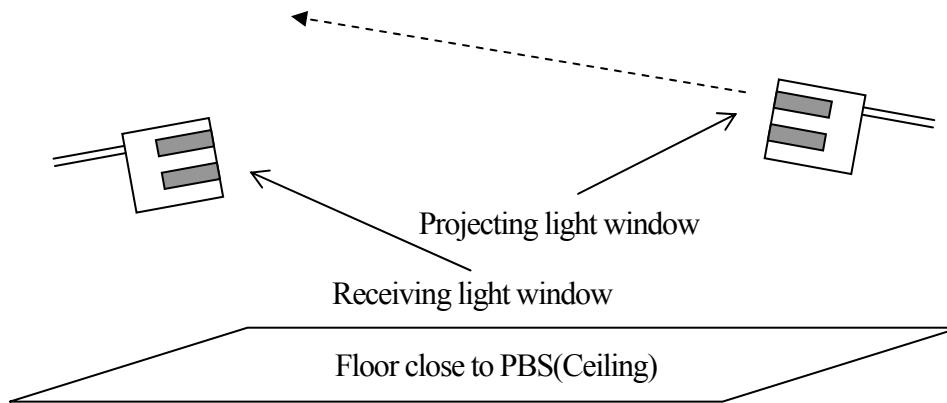 Projecting light window
Receiving light window
Floor close to PBS(Ceiling)